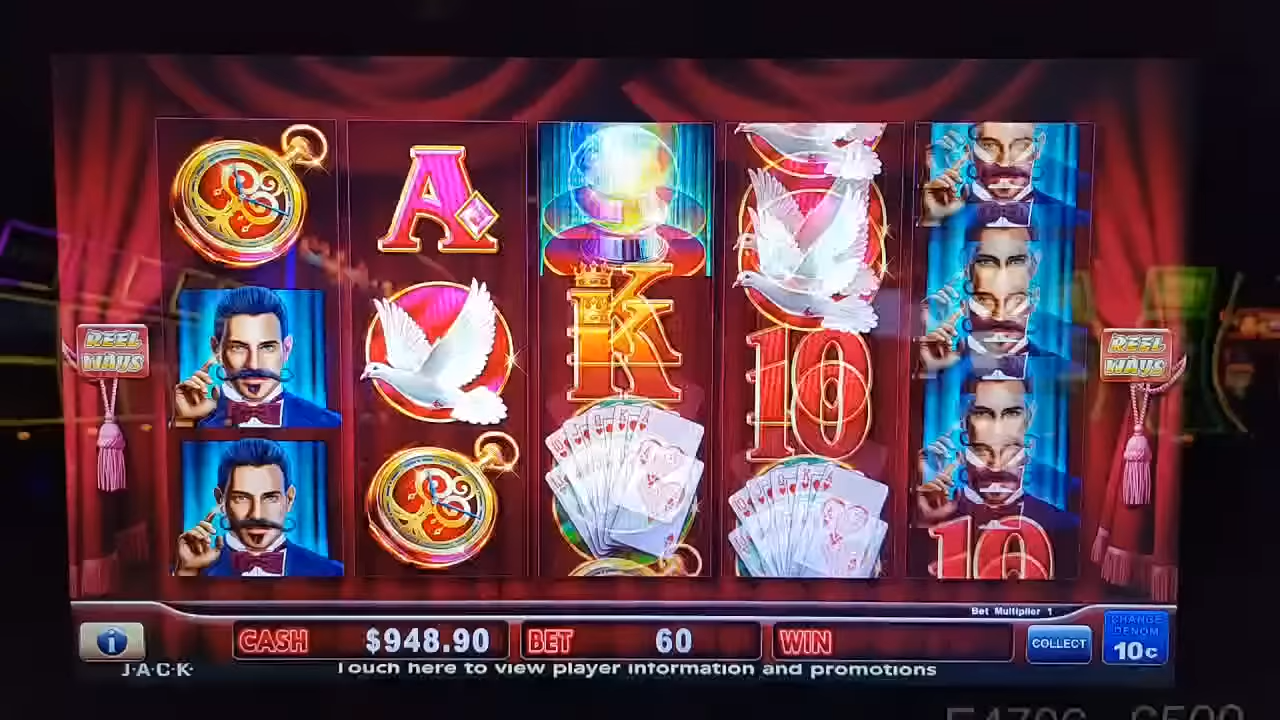 A
K
10
10
REEL
WAYS
REEL
WAYS
Bet Multiplier 1
CASH $948.90 BET 60 WIN
COLLECT
CHANGE
DENOM
10¢
i
J·A·C·K·
Touch here to view player information and promotions